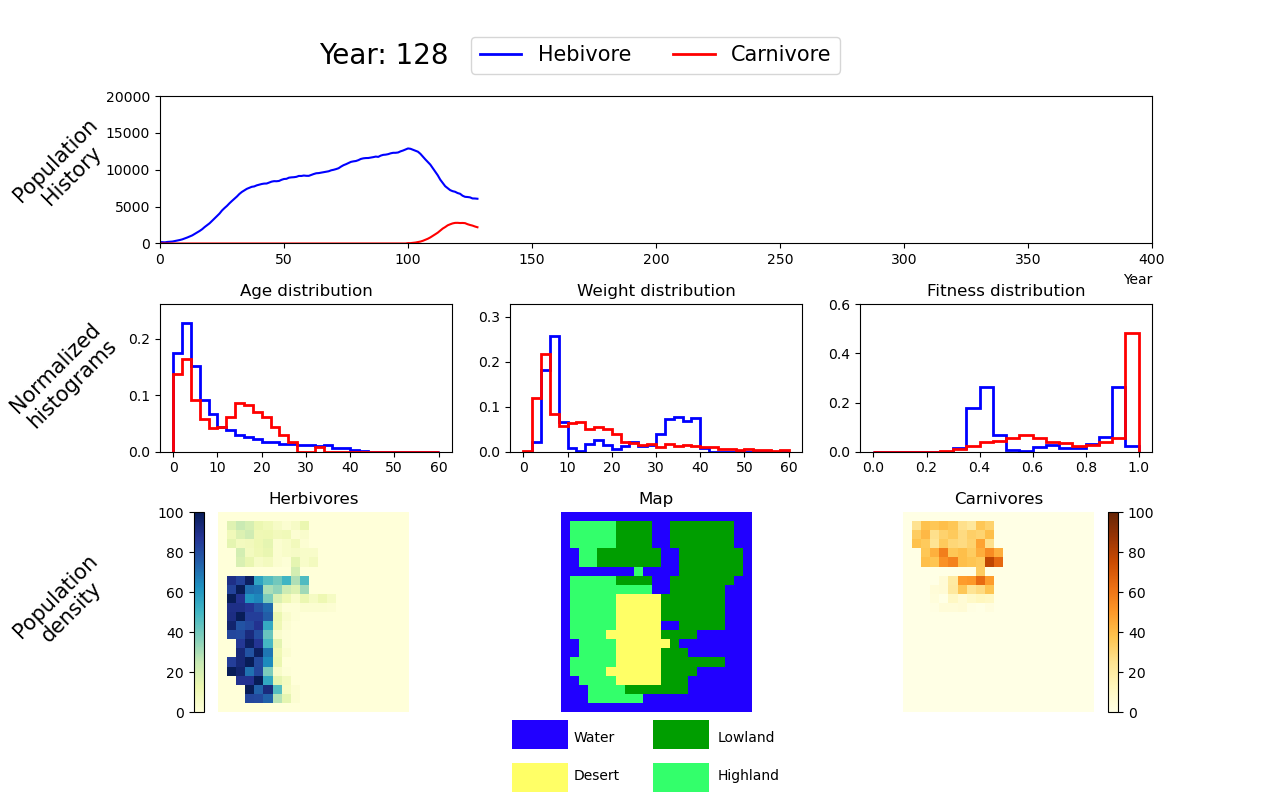 Year: 128
Hebivore
Carnivore
Population
History
20000
15000
10000
5000
0
0 50 100 150 200 250 300 350 400
Year
Normalized
histograms
Age distribution
0.2
0.1
0.0
0 10 20 30 40 50 60
Weight distribution
0.3
0.2
0.1
0.0
0 10 20 30 40 50 60
Fitness distribution
0.6
0.4
0.2
0.0
0.0 0.2 0.4 0.6 0.8 1.0
Population
density
Herbivores
100
80
60
40
20
0
Map
Carnivores
100
80
60
40
20
0
Water
Lowland
Desert
Highland